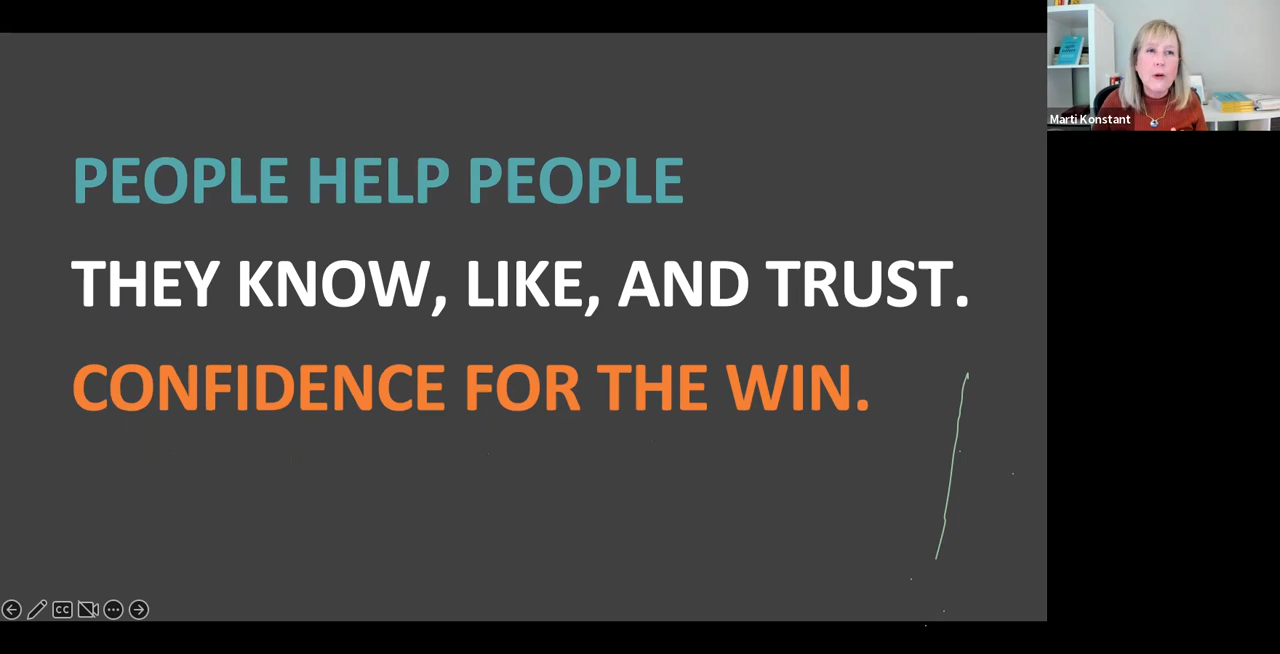 PEOPLE HELP PEOPLE
THEY KNOW, LIKE, AND TRUST.
CONFIDENCE FOR THE WIN.
Marti Konstant
CC